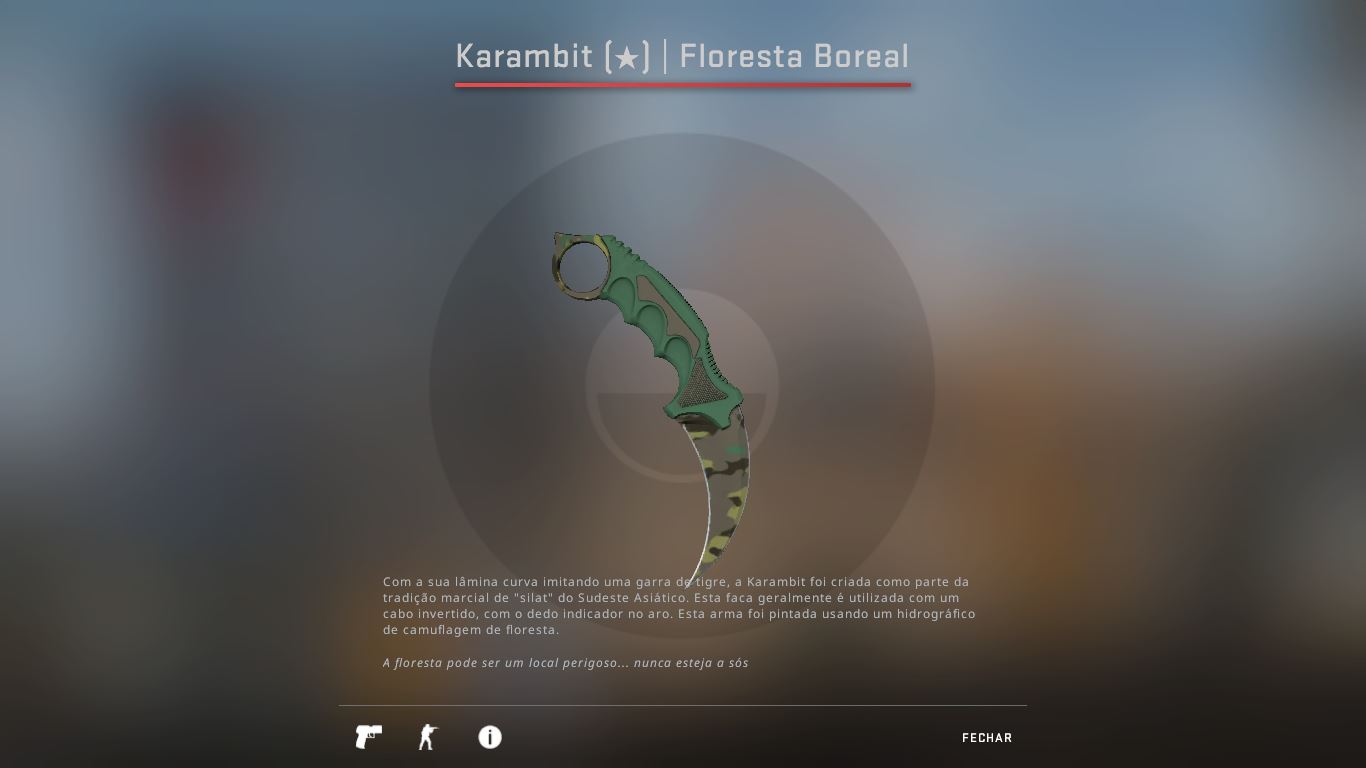 Karambit (★) | Floresta Boreal
Com a sua lâmina curva imitando uma garra de tigre, a Karambit foi criada como parte da
tradição marcial de "silat" do Sudeste Asiático. Esta faca geralmente é utilizada com um
cabo invertido, com o dedo indicador no aro. Esta arma foi pintada usando um hidrográfico
de camuflagem de floresta.
A floresta pode ser um local perigoso... nunca esteja a sós
FECHAR